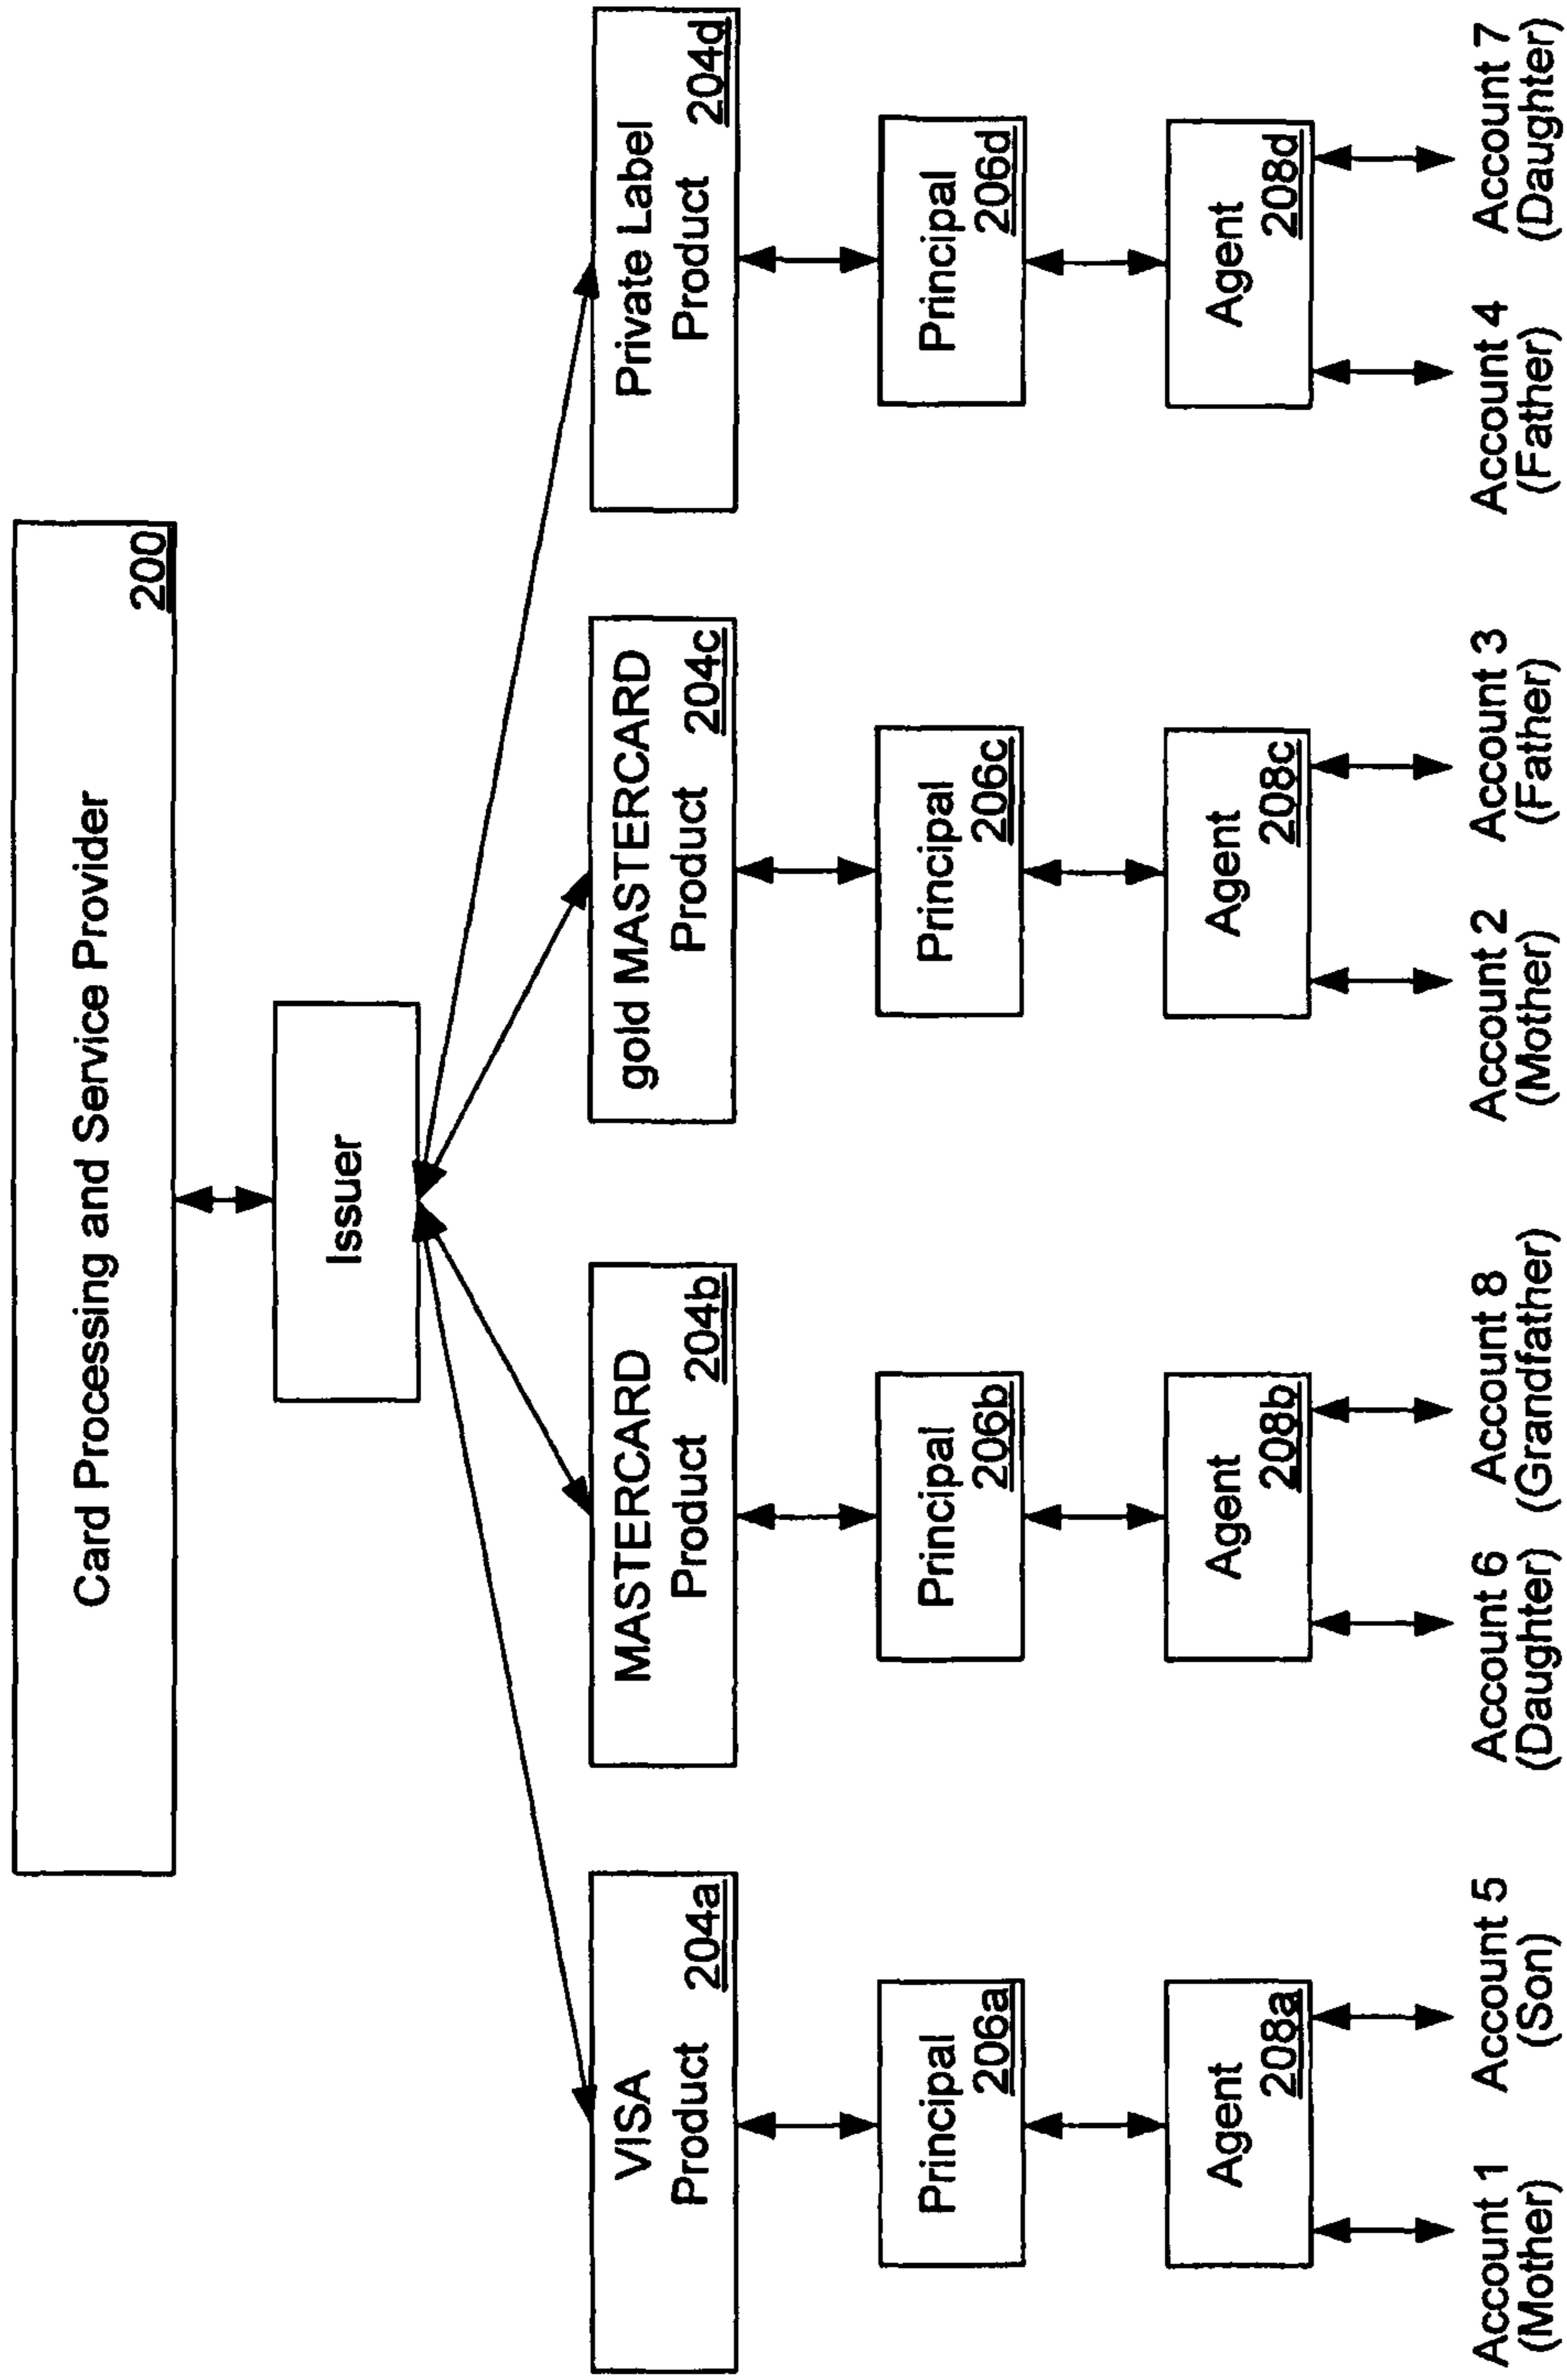 Card Processing and Service Provider
200
Issuer
VISA
Product 204a
MASTERCARD
Product 204b
gold MASTERCARD
Product 204c
Private Label
Product 204d
Principal
206a
Principal
206b
Principal
206c
Principal
206d
Agent
208a
Agent
208b
Agent
208c
Agent
208d
Account 1
(Mother)
Account 5
(Son)
Account 6
(Daughter)
Account 8
(Grandfather)
Account 2
(Mother)
Account 3
(Father)
Account 4
(Father)
Account 7
(Daughter)